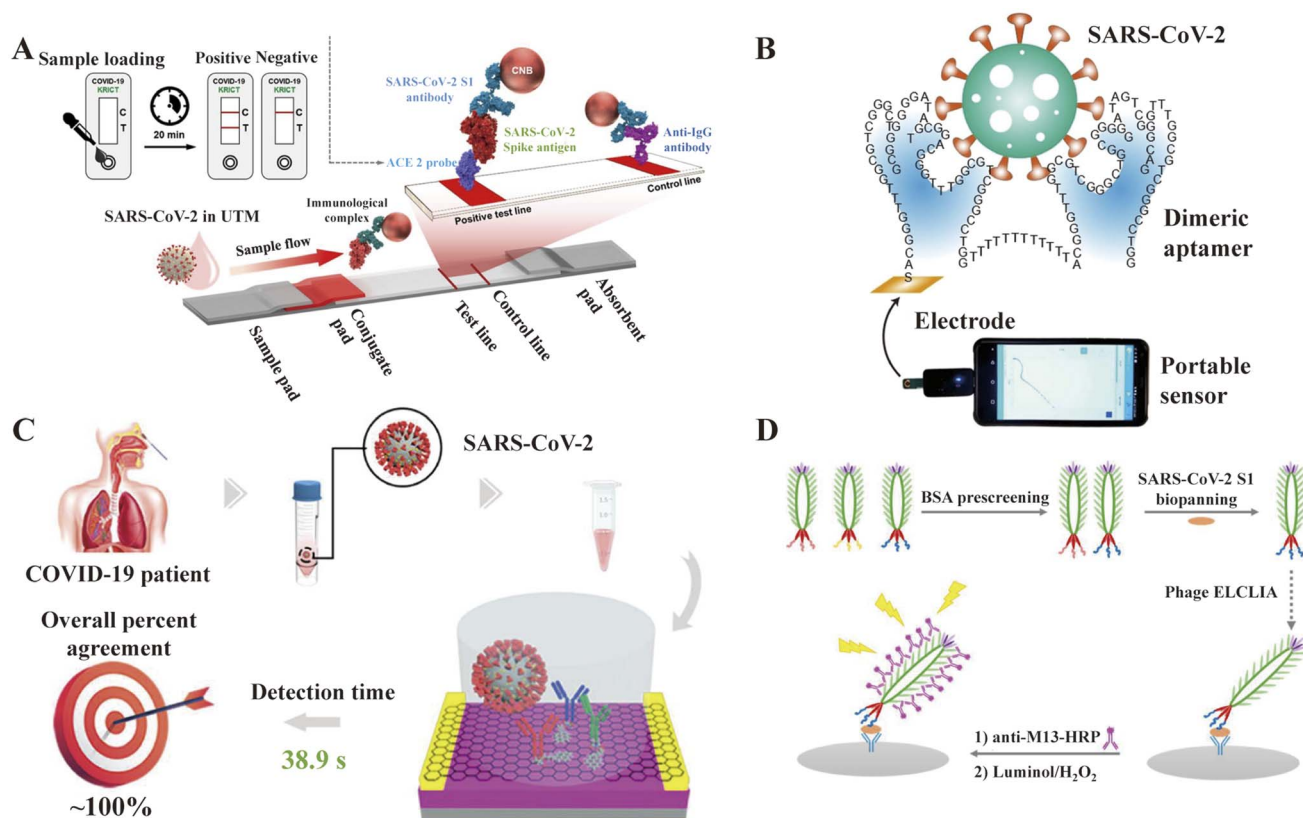 A
Sample loading
Positive Negative
COVID-19
KRICT
C
T
20 min
COVID-19
KRICT
C
T
COVID-19
KRICT
C
T
CNB
SARS-CoV-2 S1
antibody
SARS-CoV-2
Spike antigen
ACE 2 probe
Anti-IgG
antibody
Positive test line
Control line
SARS-CoV-2 in UTM
Sample flow
Immunological
complex
Sample pad
Conjugate
pad
Test line
Control line
Absorbent
pad
B
SARS-CoV-2
Dimeric
aptamer
TTTTTTTTTTTT
S
Electrode
Portable
sensor
C
SARS-CoV-2
COVID-19 patient
Overall percent
agreement
Detection time
38.9 s
~100%
D
BSA prescreening
SARS-CoV-2 S1
biopanning
Phage ELCLIA
1) anti-M13-HRP
2) Luminol/H₂O₂